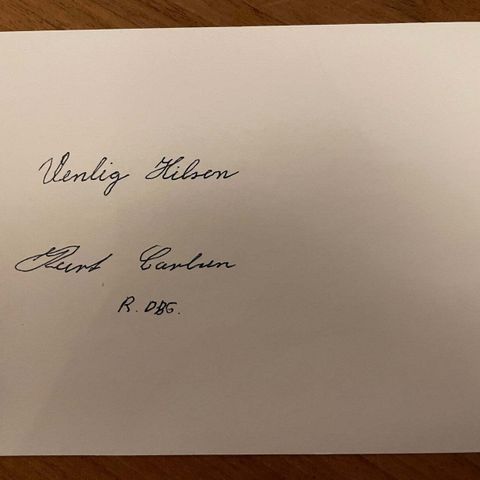 Venlig Hilsen
Kurt Carlsen
R. DBG.